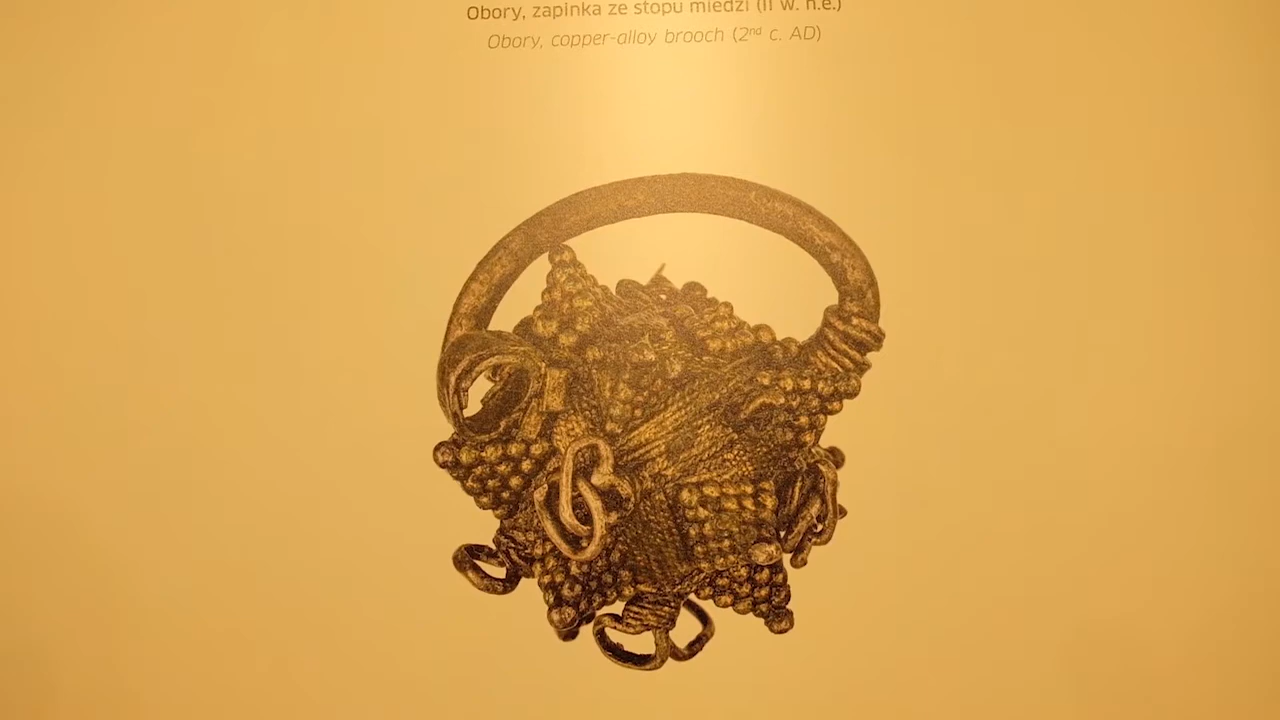 Obory, zapinka ze stopu miedzi (II w. n.e.)
Obory, copper-alloy brooch (2nd c. AD)